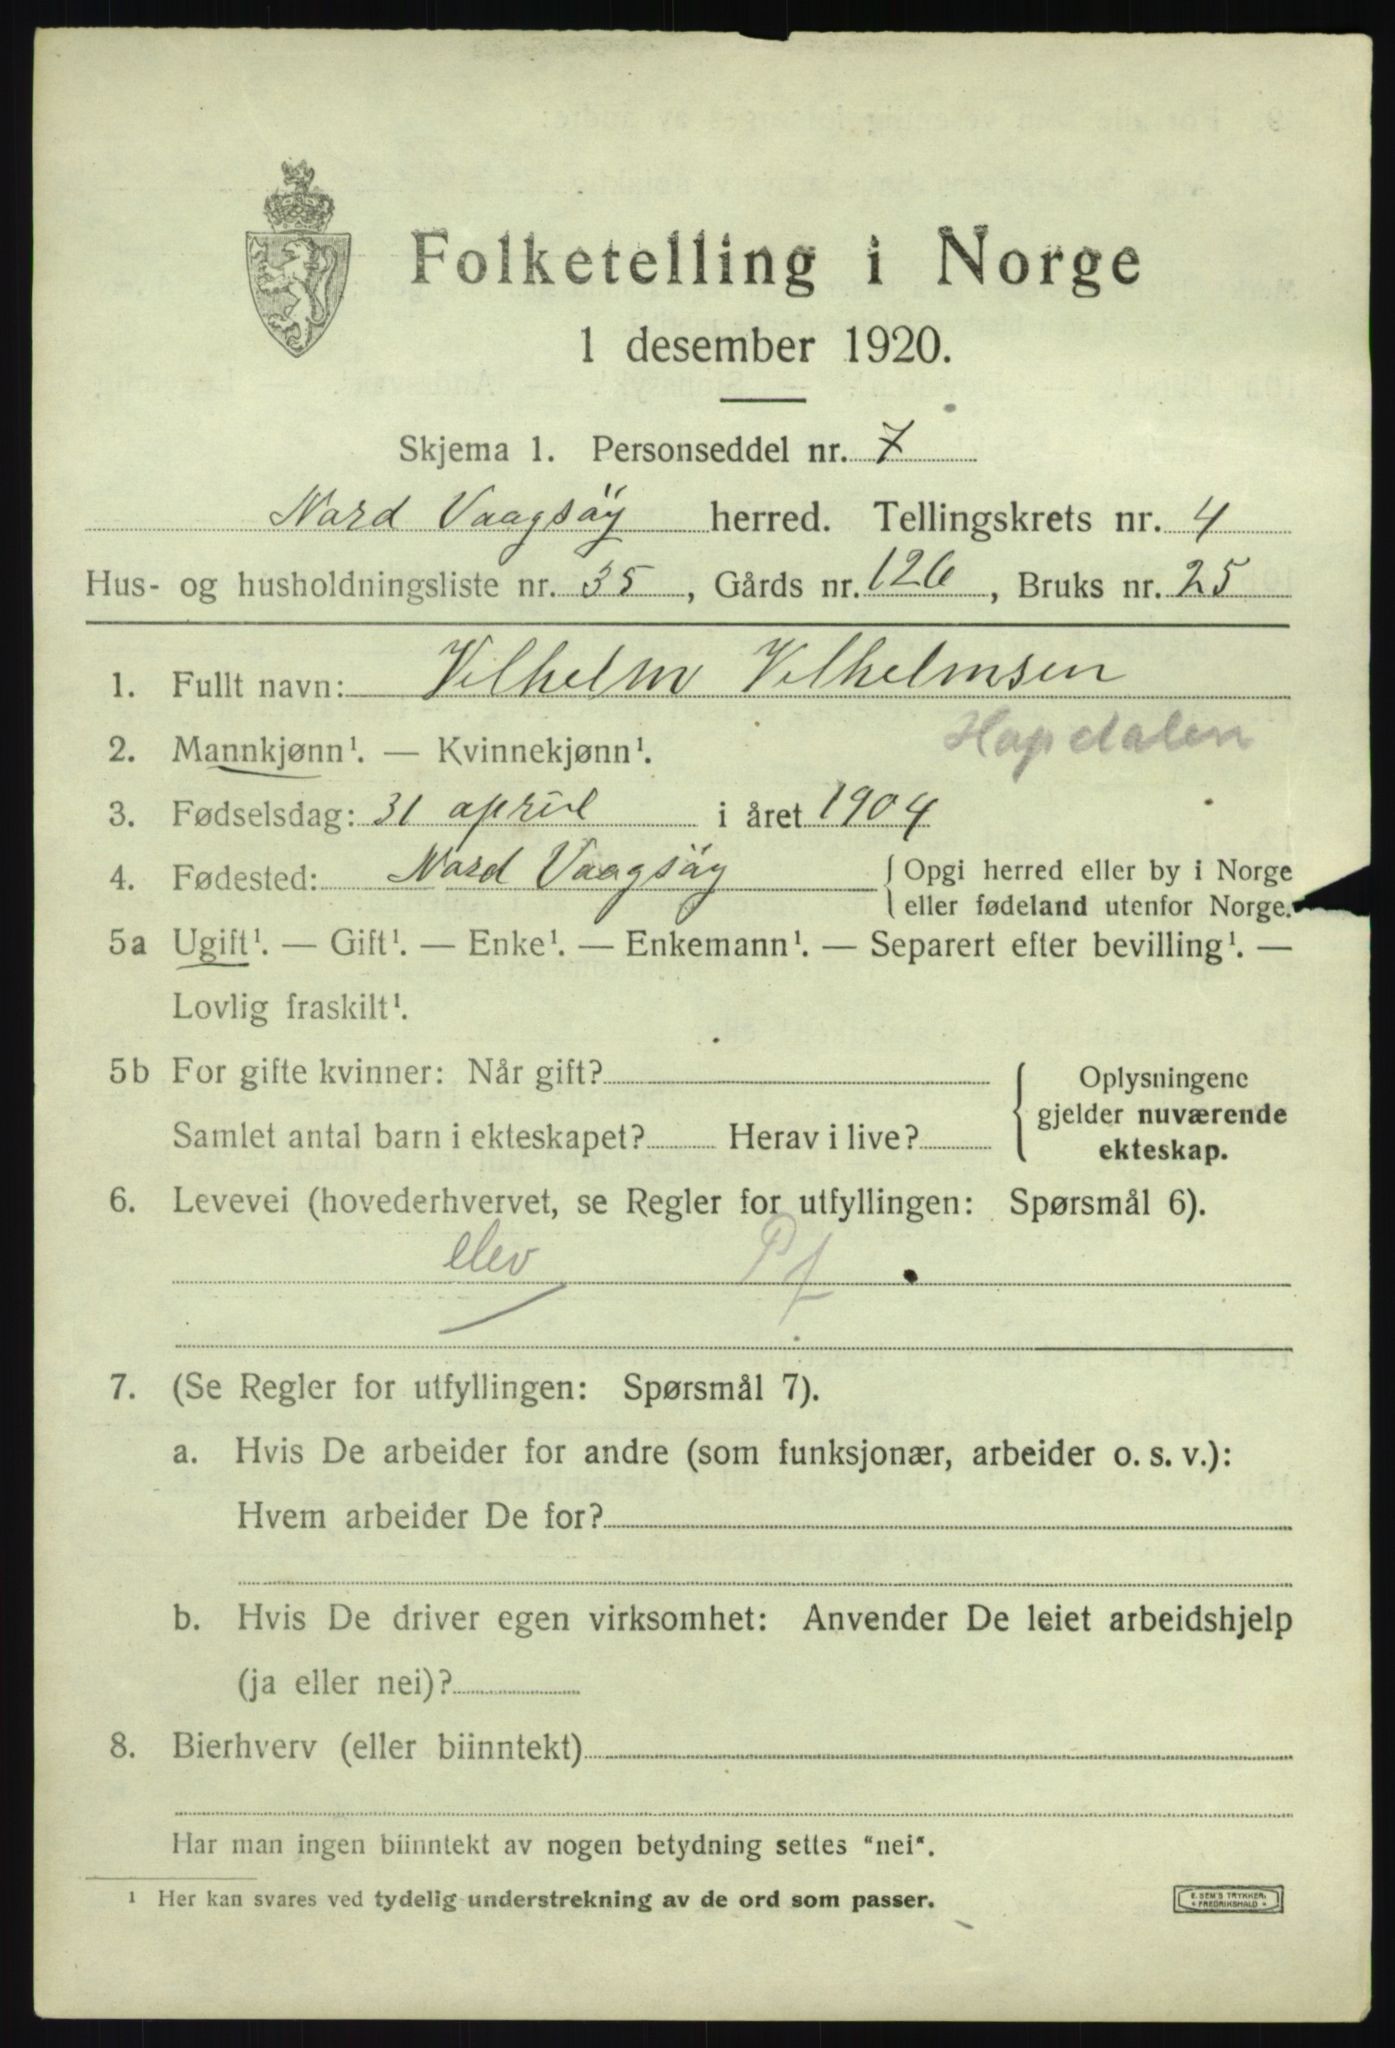 Folketelling i Norge
1 desember 1920.
Skjema 1. Personseddel nr. 7
Nord Vaagsöy herred. Tellingskrets nr. 4
Hus- og husholdningsliste nr. 35, Gårds nr. 126, Bruks nr. 25
1. Fullt navn: Vilhelm Vilhelmsen
Hopdalen
2. Mannkjønn¹. — Kvinnekjønn¹.
3. Fødselsdag: 31 april i året 1904
4. Fødested: Nord Vaagsöy { Opgi herred eller by i Norge
eller fødeland utenfor Norge.
5a Ugift¹. — Gift¹. — Enke¹. — Enkemann¹. — Separert efter bevilling¹. —
Lovlig fraskilt¹.
5b For gifte kvinner: Når gift?
Samlet antal barn i ekteskapet? Herav i live?
Oplysningene
gjelder nuværende
ekteskap.
6. Levevei (hovederhvervet, se Regler for utfyllingen: Spørsmål 6).
elev Pf
7. (Se Regler for utfyllingen: Spørsmål 7).
a. Hvis De arbeider for andre (som funksjonær, arbeider o. s. v.):
Hvem arbeider De for?
b. Hvis De driver egen virksomhet: Anvender De leiet arbeidshjelp
(ja eller nei)?
8. Bierhverv (eller biinntekt)
Har man ingen biinntekt av nogen betydning settes "nei".
¹ Her kan svares ved tydelig understrekning av de ord som passer.
E. SEM'S TRYKKERI
FREDRIKSHALD